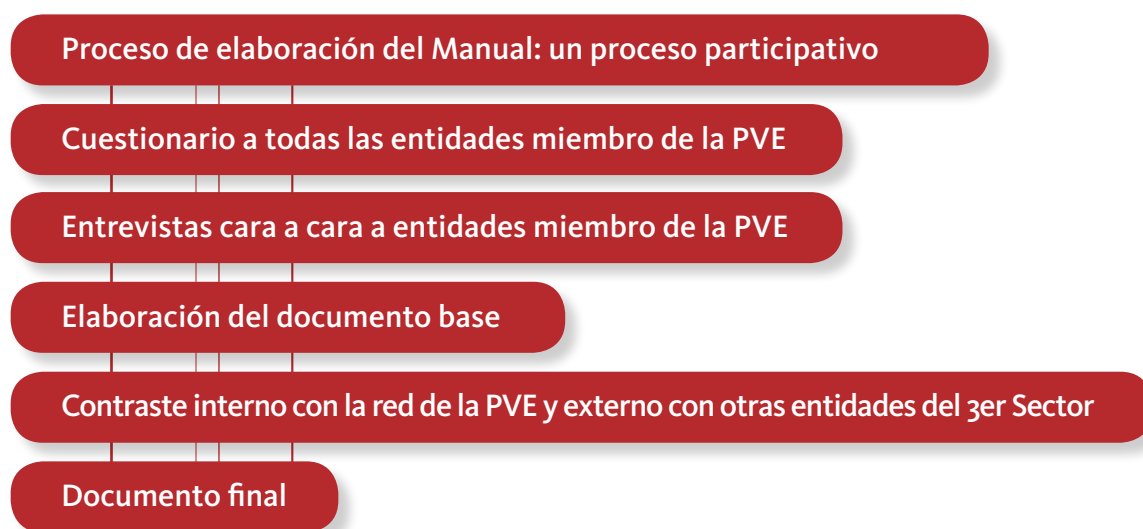 Proceso de elaboración del Manual: un proceso participativo
Cuestionario a todas las entidades miembro de la PVE
Entrevistas cara a cara a entidades miembro de la PVE
Elaboración del documento base
Contraste interno con la red de la PVE y externo con otras entidades del 3er Sector
Documento final